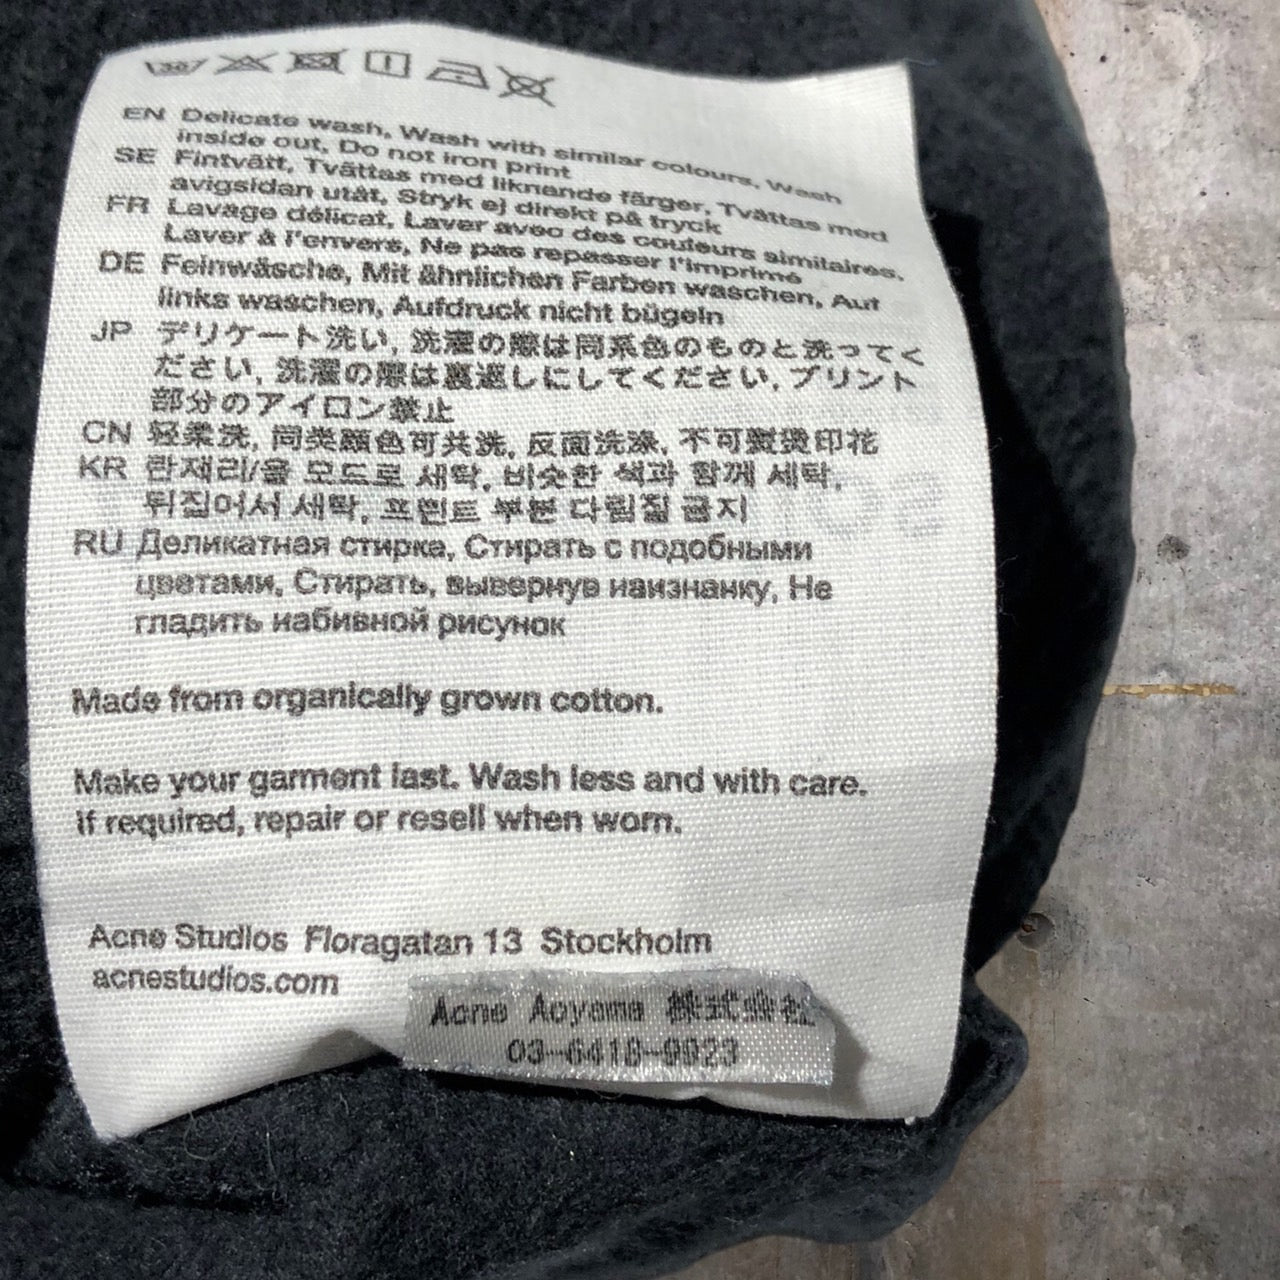 EN Delicate wash, Wash with similar colours, Wash
inside out, Do not iron print
SE Fintvätt, Tvättas med liknande färger, Tvättas med
avigsidan utåt, Stryk ej direkt på tryck
FR Lavage délicat, Laver avec des couleurs similaires.
Laver à l'envers, Ne pas repasser l'imprimé
DE Feinwäsche, Mit ähnlichen Farben waschen, Auf
links waschen, Aufdruck nicht bügeln
JP デリケート洗い, 洗濯の際は同系色のものと洗ってく
ださい, 洗濯の際は裏返しにしてください, プリント
部分のアイロン禁止
CN 轻柔洗, 同类颜色可共洗, 反面洗涤, 不可熨烫印花
KR 란제리/울 모드로 세탁, 비슷한 색과 함께 세탁,
뒤집어서 세탁, 프린트 부분 다림질 금지
RU Деликатная стирка, Стирать с подобными
цветами, Стирать, вывернув наизнанку, Не
гладить набивной рисунок
Made from organically grown cotton.
Make your garment last. Wash less and with care.
If required, repair or resell when worn.
Acne Studios Floragatan 13 Stockholm
acnestudios.com
Acne Aoyama 株式会社
03-6418-9923